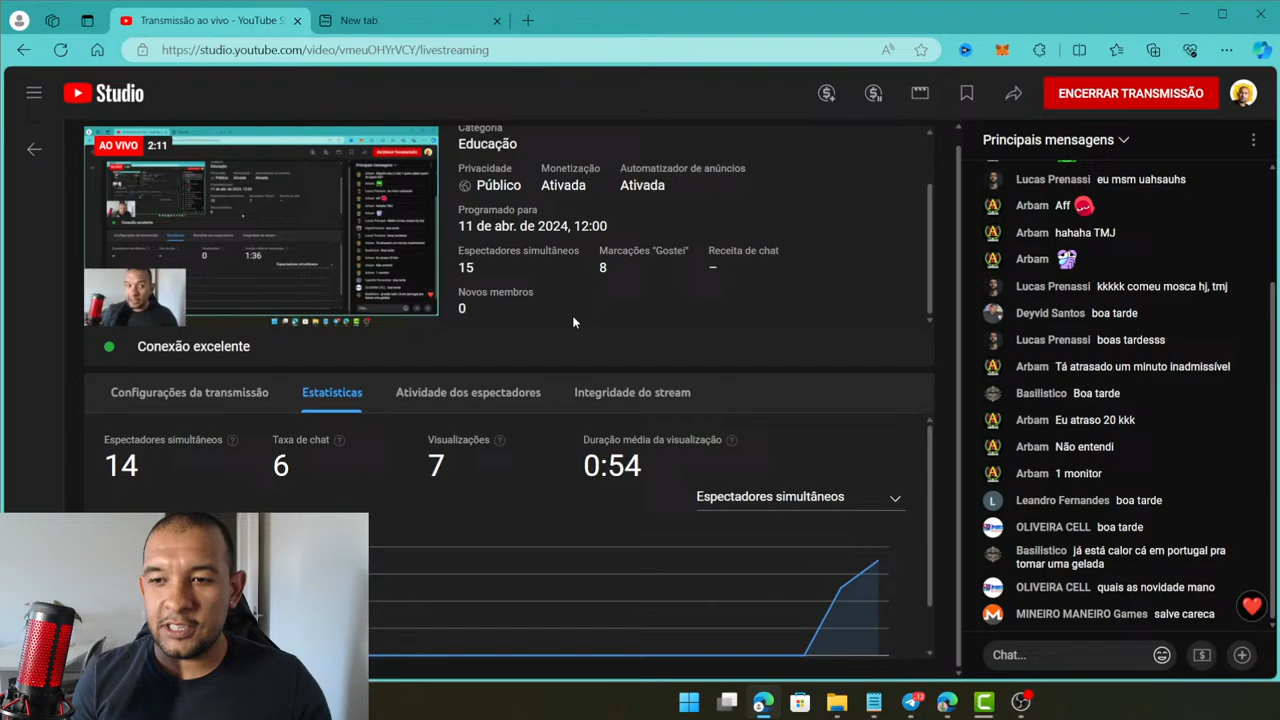 Transmissão ao vivo - YouTube S
New tab
https://studio.youtube.com/video/vmeuOHYrVCY/livestreaming
Studio
ENCERRAR TRANSMISSÃO
AO VIVO 2:11
Categoria
Educação
Privacidade
Monetização
Automatizador de anúncios
Público
Ativada
Ativada
Programado para
11 de abr. de 2024, 12:00
Espectadores simultâneos
Marcações "Gostei"
Receita de chat
15
8
–
Novos membros
0
Conexão excelente
Configurações da transmissão
Estatísticas
Atividade dos espectadores
Integridade do stream
Espectadores simultâneos
Taxa de chat
Visualizações
Duração média da visualização
14
6
7
0:54
Espectadores simultâneos
Principais mensagens
Lucas Prenassi eu msm uahsauhs
Arbam Aff
Arbam hahaha TMJ
Arbam
Lucas Prenassi kkkkk comeu mosca hj, tmj
Deyvid Santos boa tarde
Lucas Prenassi boas tardesss
Arbam Tá atrasado um minuto inadmissível
Basilistico Boa tarde
Arbam Eu atraso 20 kkk
Arbam Não entendi
Arbam 1 monitor
L
Leandro Fernandes boa tarde
OLIVEIRA CELL boa tarde
Basilistico já está calor cá em portugal pra
tomar uma gelada
OLIVEIRA CELL quais as novidade mano
MINEIRO MANEIRO Games salve careca
Chat...
12